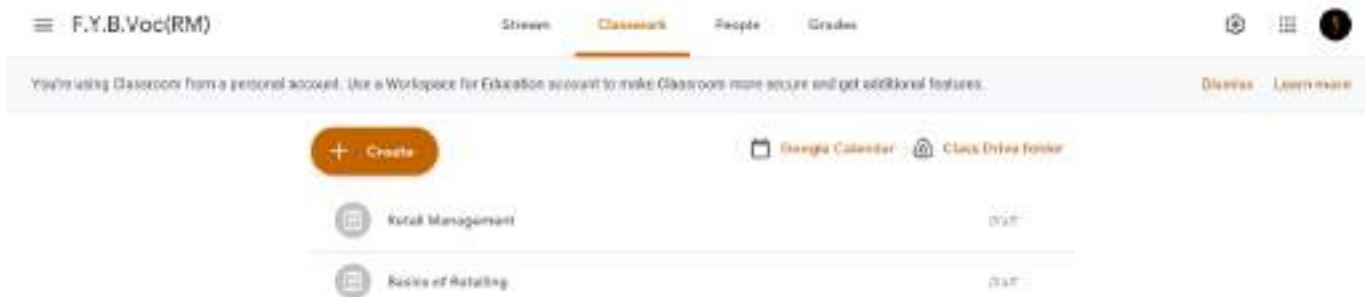 F.Y.B.Voc(RM)
Stream Classwork People Grades
You're using Classroom from a personal account. Use a Workspace for Education account to make Classroom more secure and get additional features.
Dismiss Learn more
+ Create
Google Calendar Class Drive folder
Retail Management Draft
Basics of Retailing Draft